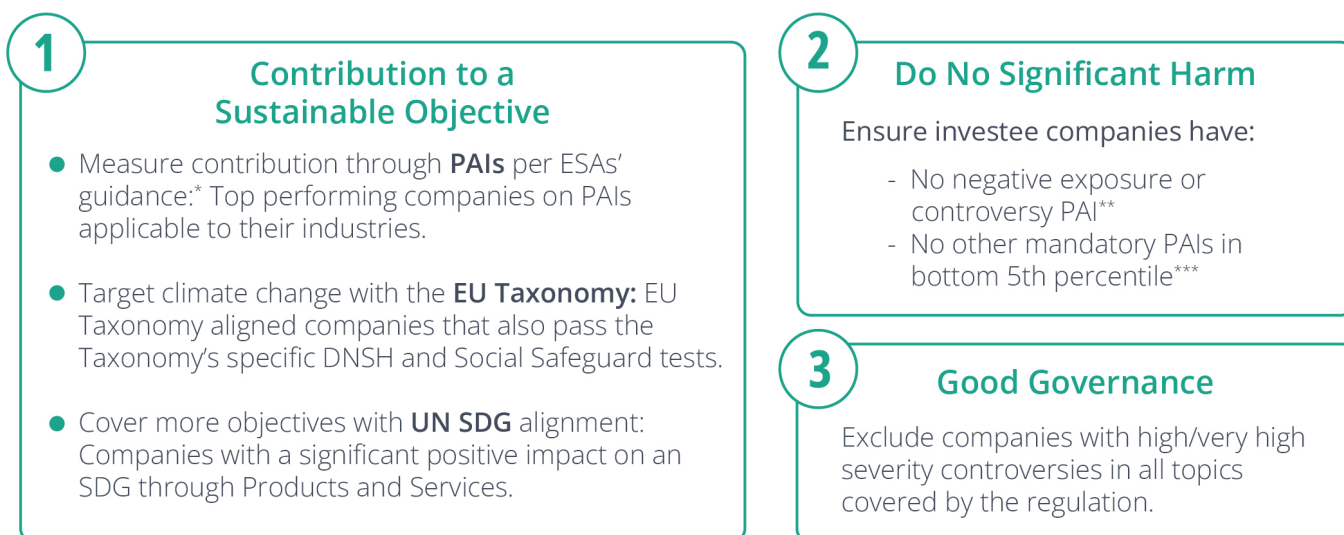 1
Contribution to a
Sustainable Objective
● Measure contribution through PAIs per ESAs'
guidance:* Top performing companies on PAIs
applicable to their industries.
● Target climate change with the EU Taxonomy: EU
Taxonomy aligned companies that also pass the
Taxonomy's specific DNSH and Social Safeguard tests.
● Cover more objectives with UN SDG alignment:
Companies with a significant positive impact on an
SDG through Products and Services.
2
Do No Significant Harm
Ensure investee companies have:
- No negative exposure or
controversy PAI**
- No other mandatory PAIs in
bottom 5th percentile***
3
Good Governance
Exclude companies with high/very high
severity controversies in all topics
covered by the regulation.